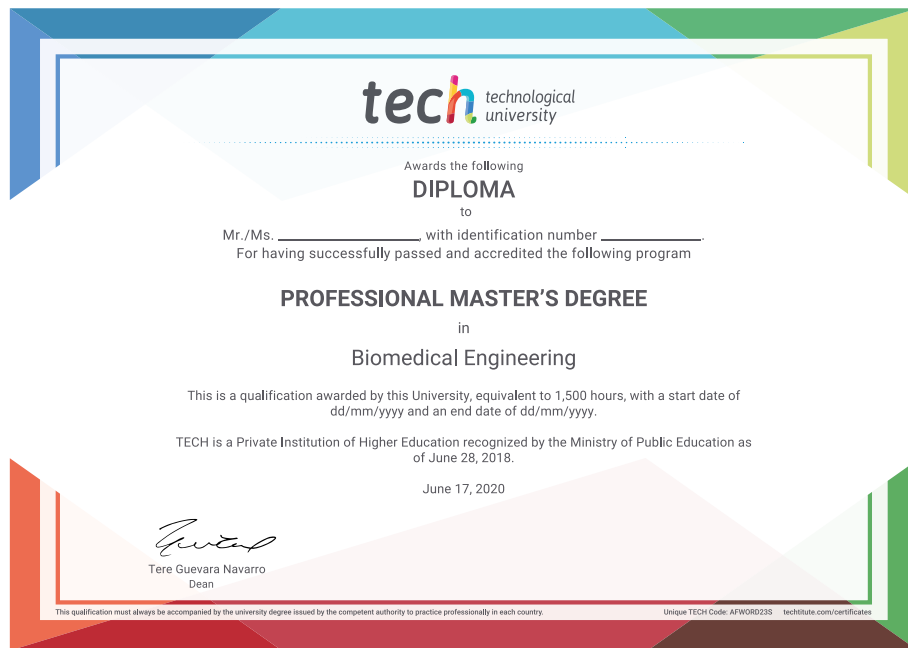 tech technological
university
Awards the following
DIPLOMA
to
Mr./Ms. ____________________, with identification number ______________.
For having successfully passed and accredited the following program
PROFESSIONAL MASTER'S DEGREE
in
Biomedical Engineering
This is a qualification awarded by this University, equivalent to 1,500 hours, with a start date of
dd/mm/yyyy and an end date of dd/mm/yyyy.
TECH is a Private Institution of Higher Education recognized by the Ministry of Public Education as
of June 28, 2018.
June 17, 2020
Tere Guevara Navarro
Dean
This qualification must always be accompanied by the university degree issued by the competent authority to practice professionally in each country. Unique TECH Code: AFWORD23S techtitute.com/certificates